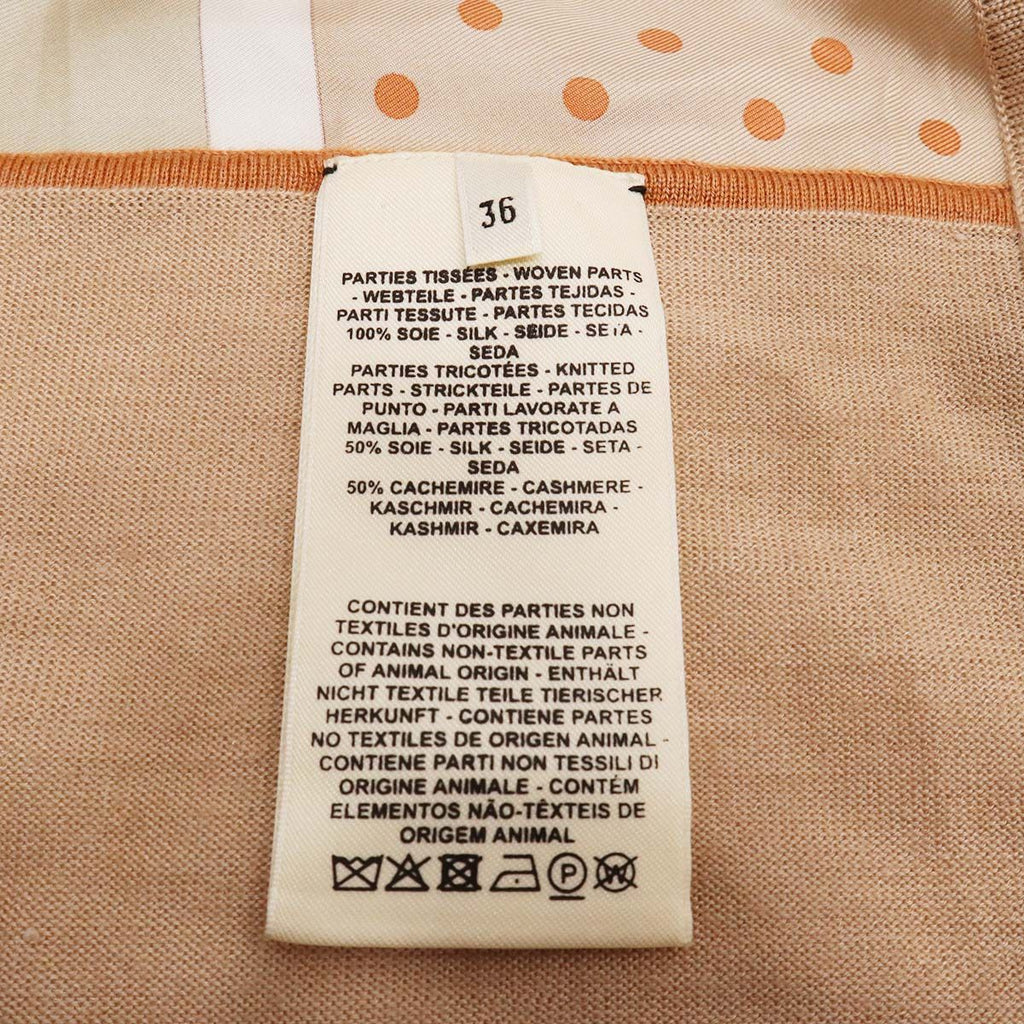 36
PARTIES TISSÉES - WOVEN PARTS
- WEBTEILE - PARTES TEJIDAS -
PARTI TESSUTE - PARTES TECIDAS
100% SOIE - SILK - SEIDE - SETA -
SEDA
PARTIES TRICOTÉES - KNITTED
PARTS - STRICKTEILE - PARTES DE
PUNTO - PARTI LAVORATE A
MAGLIA - PARTES TRICOTADAS
50% SOIE - SILK - SEIDE - SETA -
SEDA
50% CACHEMIRE - CASHMERE -
KASCHMIR - CACHEMIRA -
KASHMIR - CAXEMIRA
CONTIENT DES PARTIES NON
TEXTILES D'ORIGINE ANIMALE -
CONTAINS NON-TEXTILE PARTS
OF ANIMAL ORIGIN - ENTHÄLT
NICHT TEXTILE TEILE TIERISCHER
HERKUNFT - CONTIENE PARTES
NO TEXTILES DE ORIGEN ANIMAL -
CONTIENE PARTI NON TESSILI DI
ORIGINE ANIMALE - CONTÉM
ELEMENTOS NÃO-TÊXTEIS DE
ORIGEM ANIMAL
P W